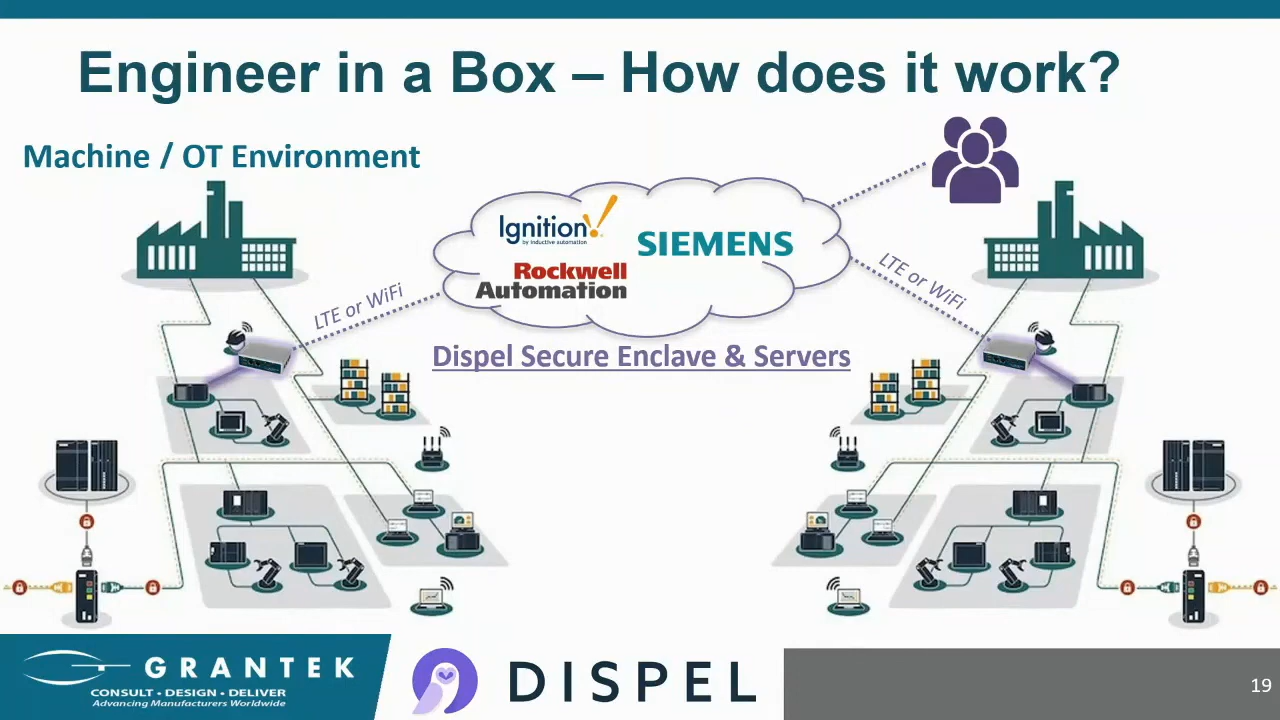 Engineer in a Box – How does it work?
Machine / OT Environment
Ignition!
by inductive automation
SIEMENS
Rockwell
Automation
LTE or WiFi
LTE or WiFi
Dispel Secure Enclave & Servers
GRANTEK
CONSULT • DESIGN • DELIVER
Advancing Manufacturers Worldwide
DISPEL
19